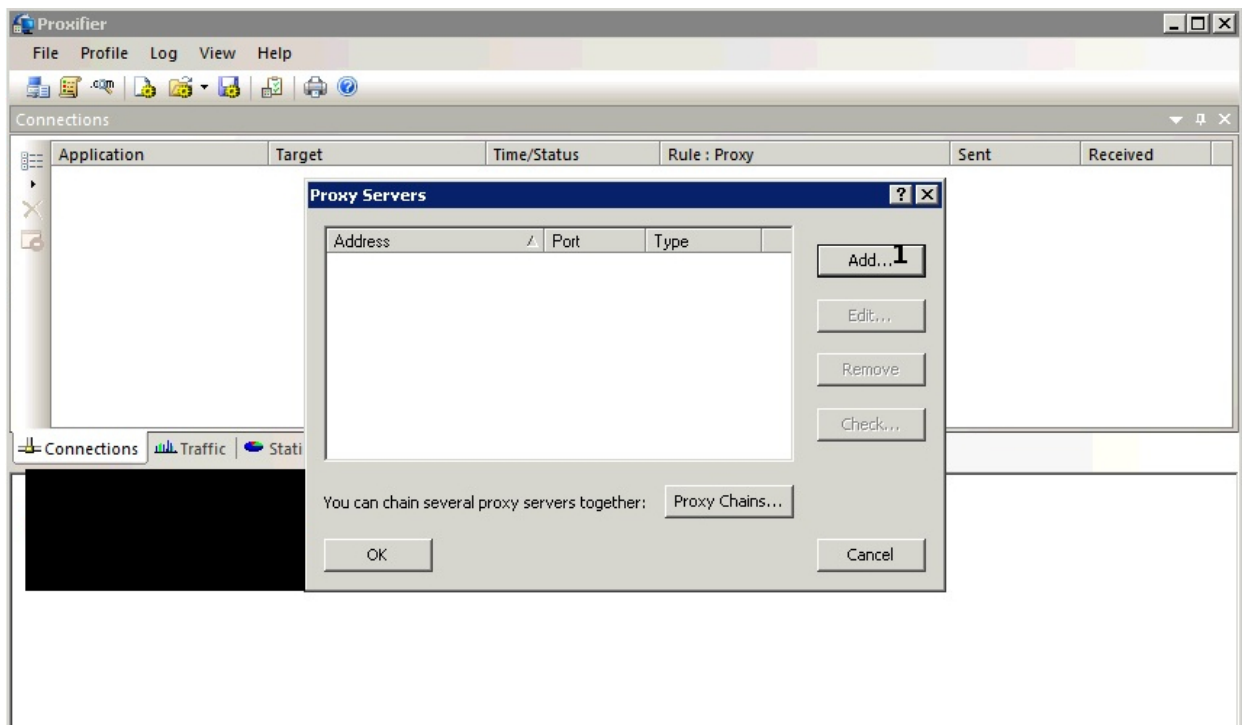 Proxifier
File Profile Log View Help
Connections
Application Target Time/Status Rule : Proxy Sent Received
Proxy Servers
Address Port Type
Add...1
Edit...
Remove
Check...
Connections Traffic Stati
You can chain several proxy servers together: Proxy Chains...
OK Cancel